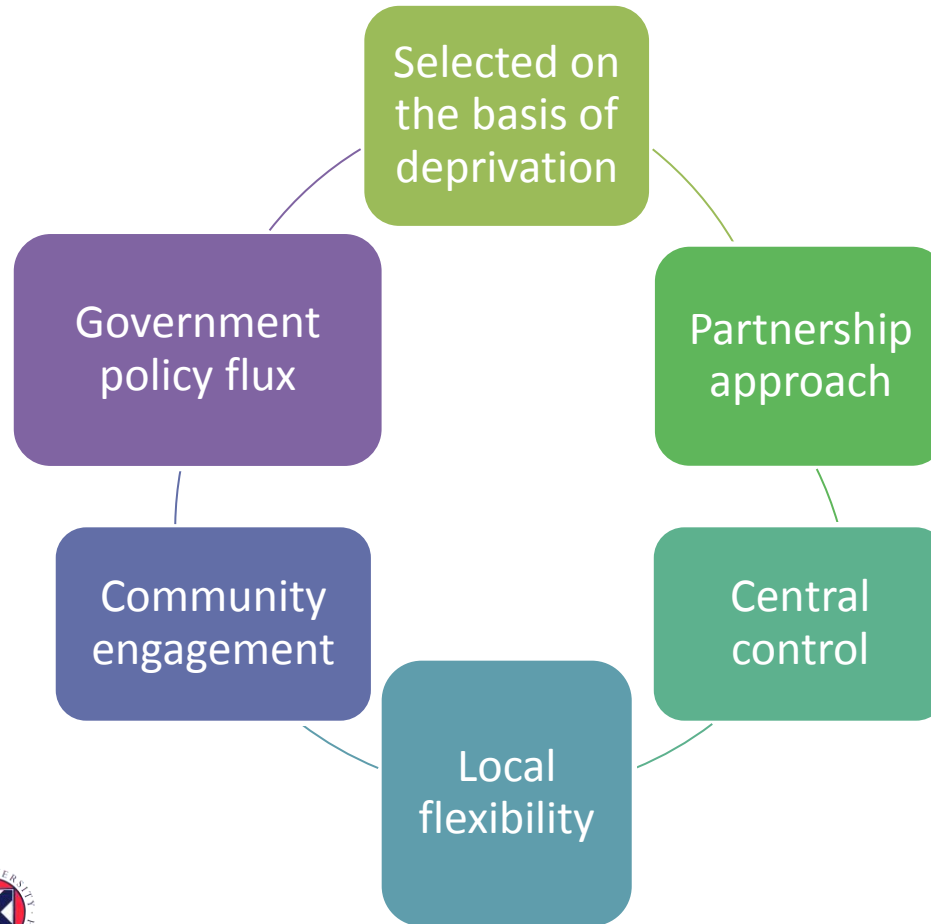 Selected on
the basis of
deprivation
Partnership
approach
Central
control
Local
flexibility
Community
engagement
Government
policy flux